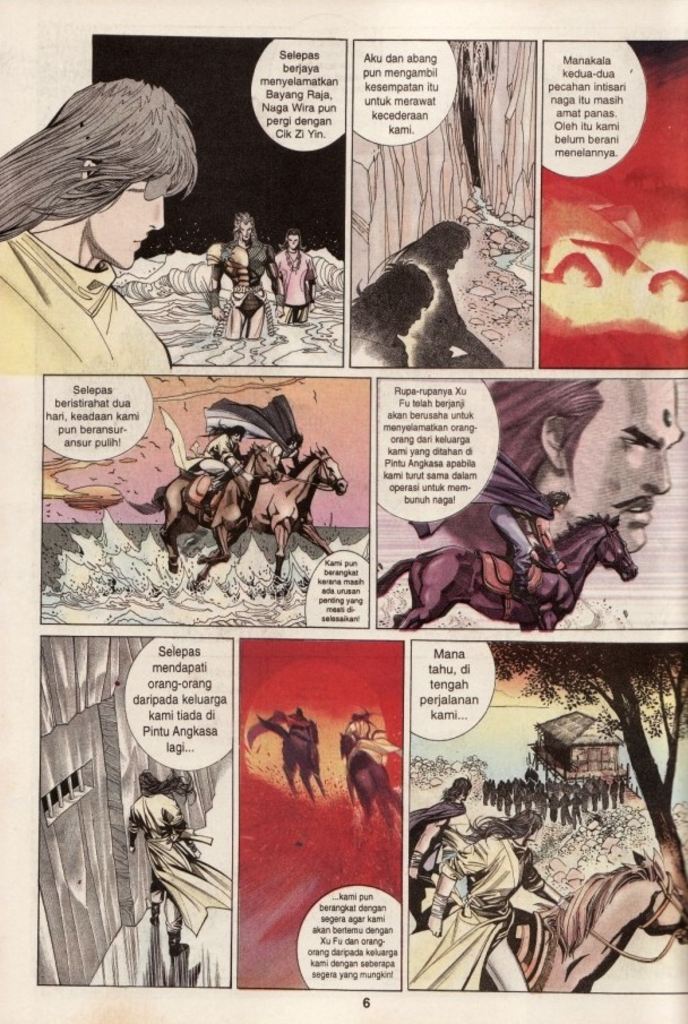 Selepas
berjaya
menyelamatkan
Bayang Raja,
Naga Wira pun
pergi dengan
Cik Zi Yin.
Aku dan abang
pun mengambil
kesempatan itu
untuk merawat
kecederaan
kami.
Manakala
kedua-dua
pecahan intisari
naga itu masih
amat panas.
Oleh itu kami
belum berani
menelannya.
Selepas
beristirahat dua
hari, keadaan kami
pun beransur-
ansur pulih!
Kami pun
berangkat
kerana masih
ada urusan
penting yang
mesti di-
selesaikan!
Rupa-rupanya Xu
Fu telah berjanji
akan berusaha untuk
menyelamatkan orang-
orang dari keluarga
kami yang ditahan di
Pintu Angkasa apabila
kami turut sama dalam
operasi untuk mem-
bunuh naga!
Selepas
mendapati
orang-orang
daripada keluarga
kami tiada di
Pintu Angkasa
lagi...
...kami pun
berangkat dengan
segera agar kami
akan bertemu dengan
Xu Fu dan orang-
orang daripada keluarga
kami dengan seberapa
segera yang mungkin!
Mana
tahu, di
tengah
perjalanan
kami...
6